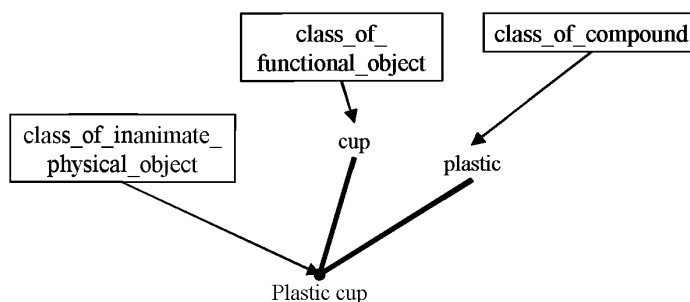 class_of_
functional_object
class_of_compound
class_of_inanimate_
physical_object
cup
plastic
Plastic cup